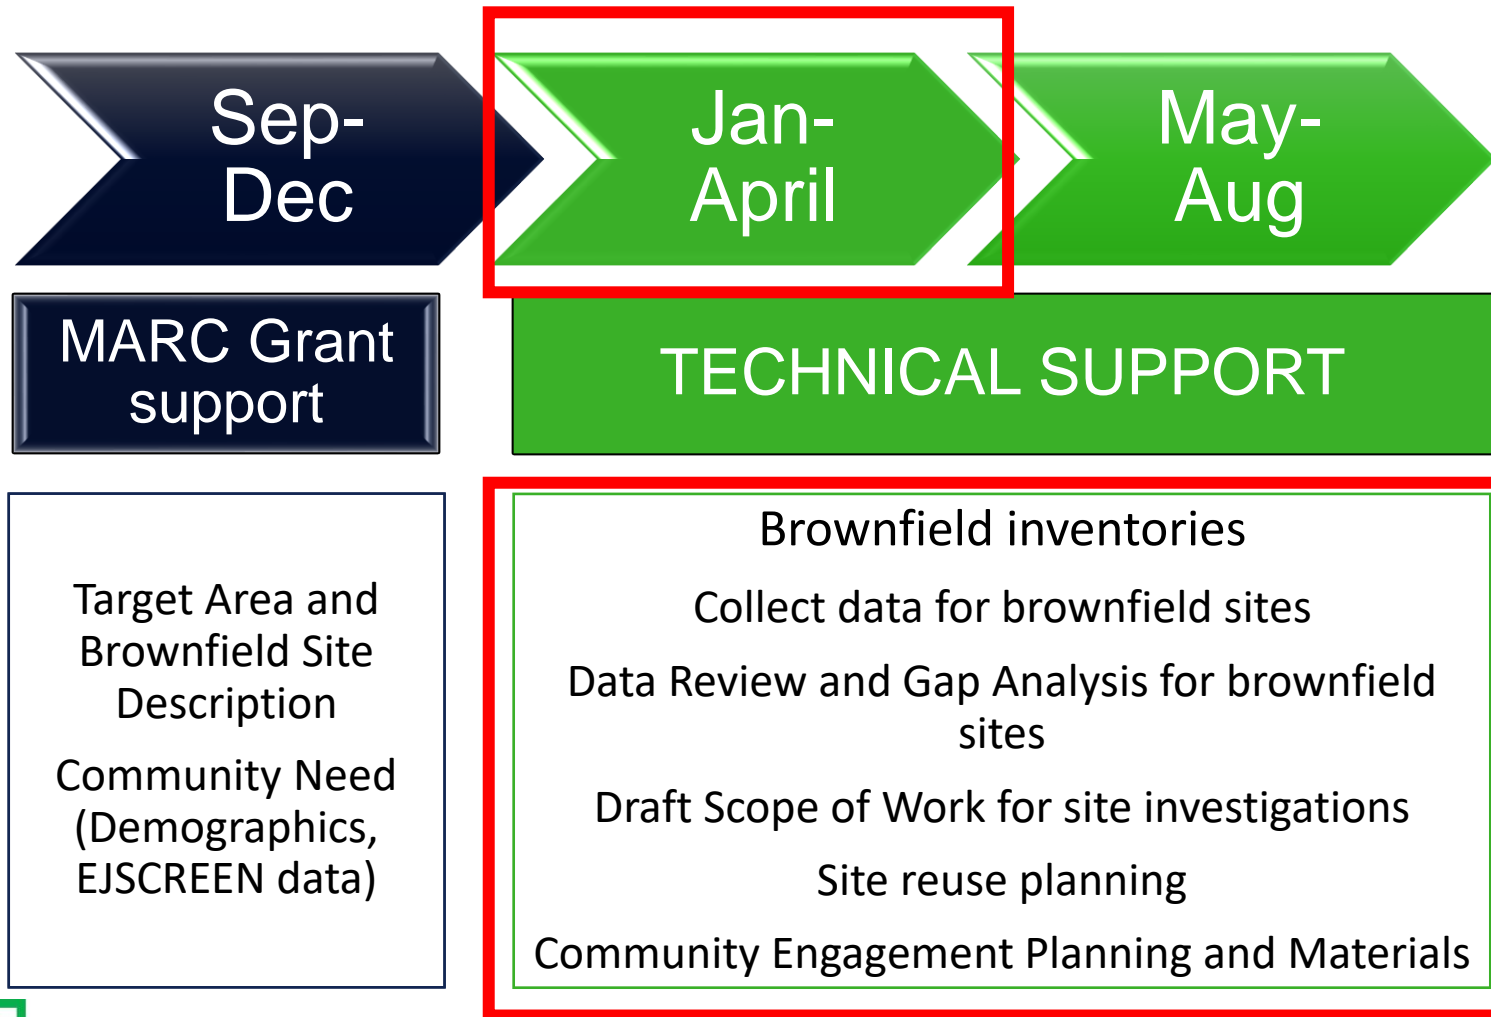 Sep-
Dec
Jan-
April
May-
Aug
MARC Grant
support
TECHNICAL SUPPORT
Target Area and
Brownfield Site
Description
Community Need
(Demographics,
EJSCREEN data)
Brownfield inventories
Collect data for brownfield sites
Data Review and Gap Analysis for brownfield
sites
Draft Scope of Work for site investigations
Site reuse planning
Community Engagement Planning and Materials